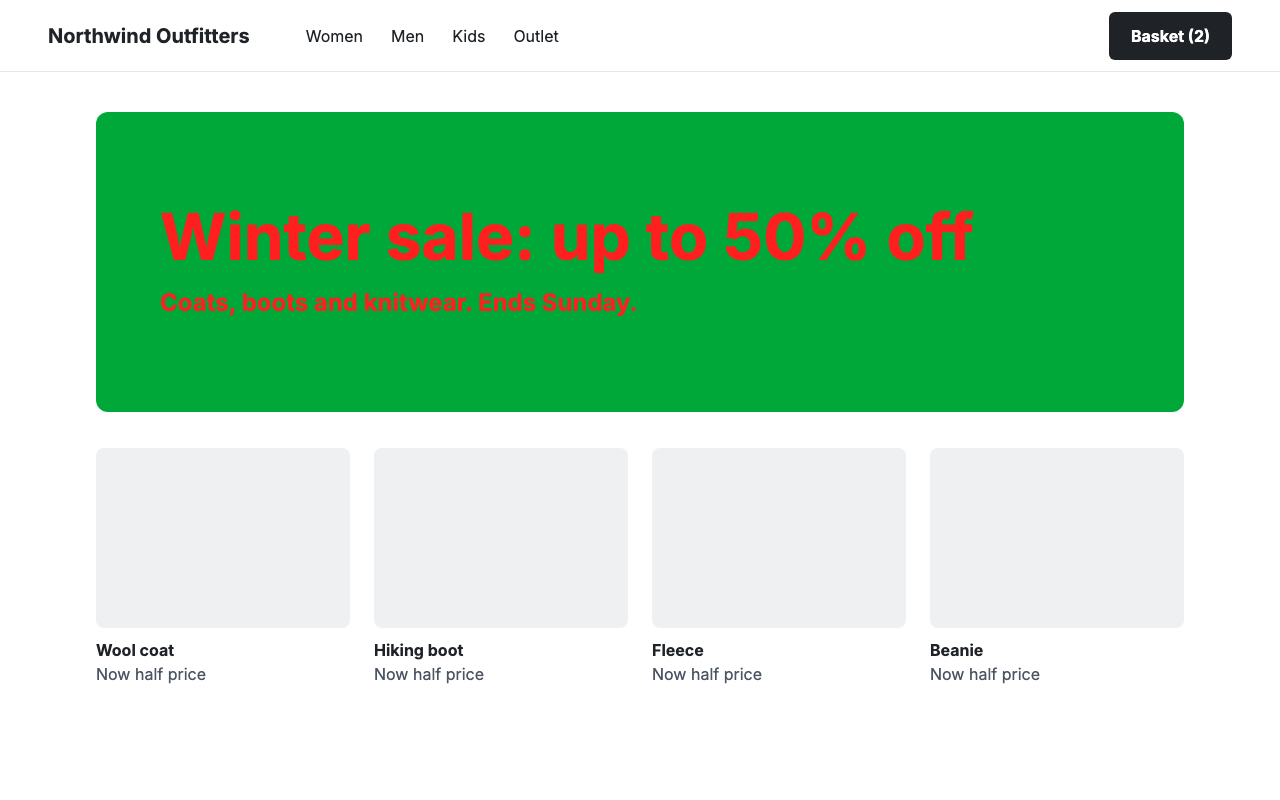 Northwind Outfitters Women Men Kids Outlet Basket (2)
Winter sale: up to 50% off
Coats, boots and knitwear. Ends Sunday.
Wool coat Hiking boot Fleece Beanie
Now half price Now half price Now half price Now half price